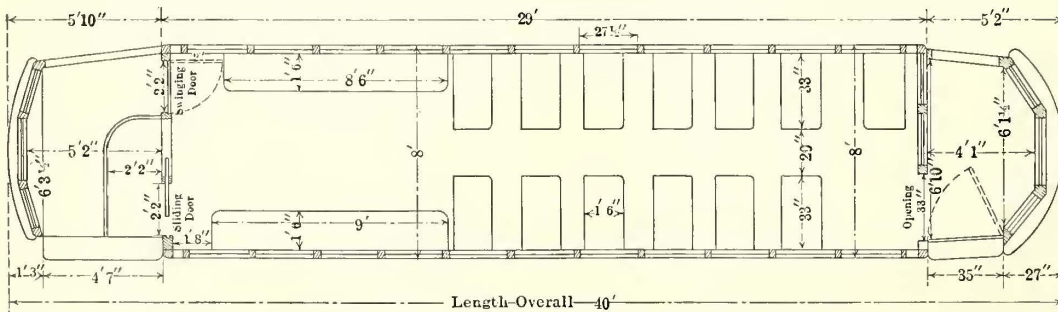 5'10" 29' 5'2"
27½"
2'2" Swinging Door 1'6" 8'6" 33"
5'2" 6'3½" 2'2" 8' 20" 8' 6'10" 4'1" 6'1¼"
2'2" Sliding Door 9' 1'6" 1'6" 33" Opening 33"
1'8"
1'3" 4'7" 35" 27"
Length Overall 40'